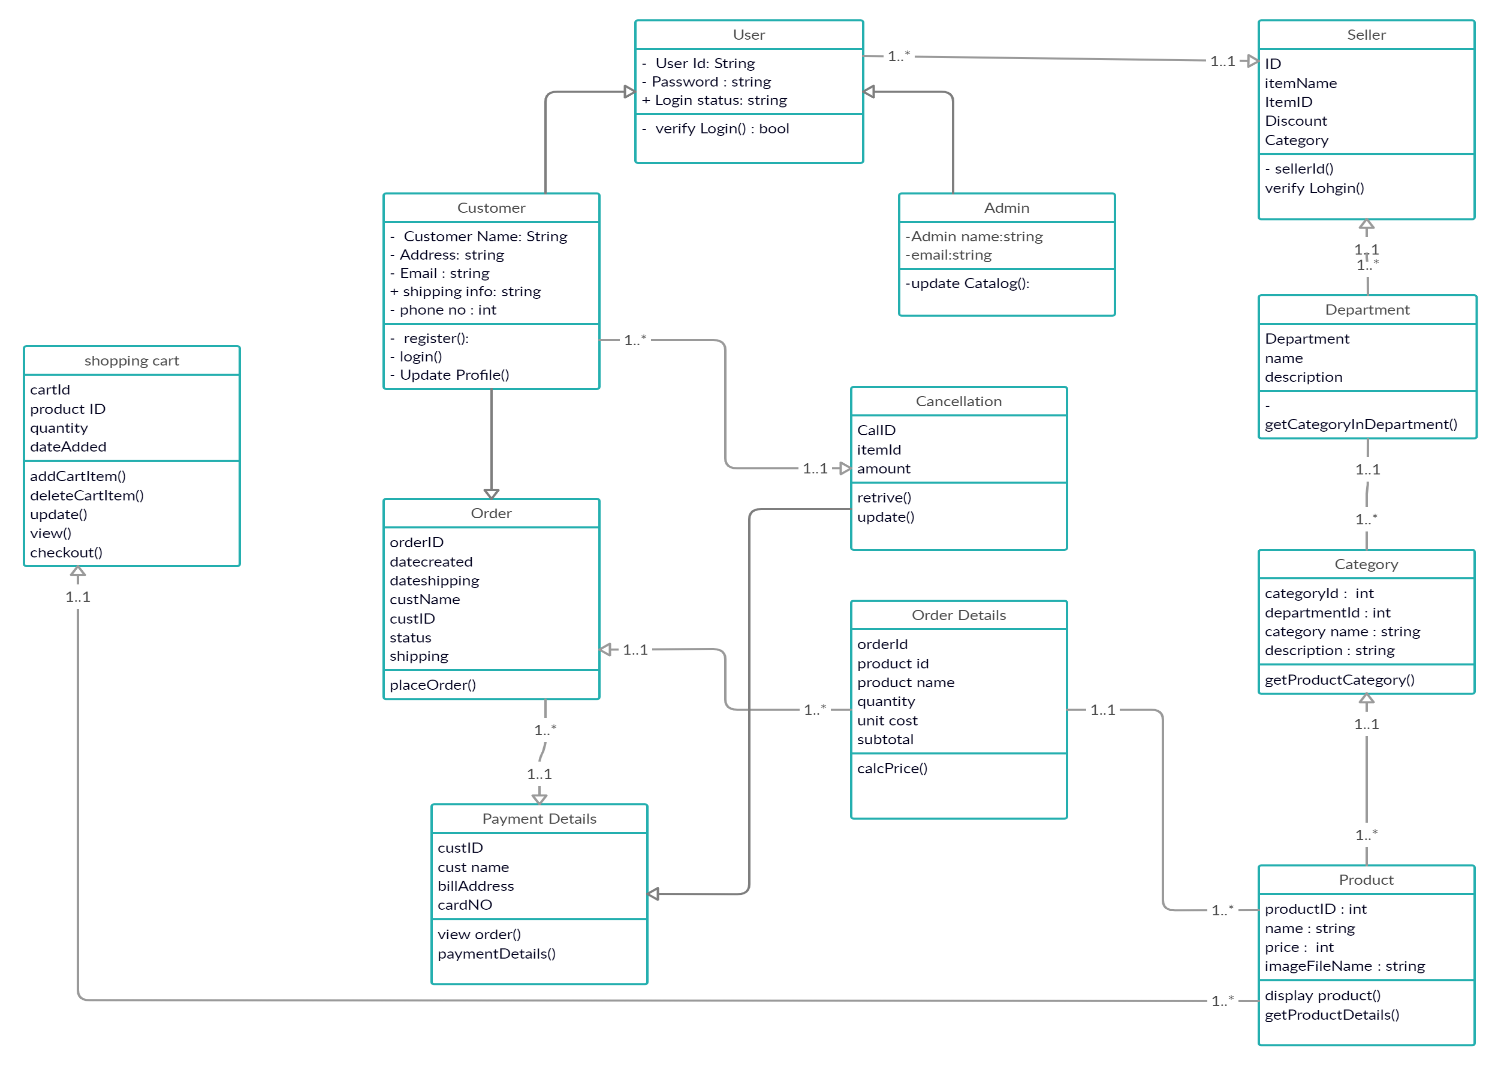 User
-  User Id: String
- Password : string
+ Login status: string
-  verify Login() : bool
1..*
1..1
Seller
ID
itemName
ItemID
Discount
Category
- sellerId()
verify Lohgin()
Customer
-  Customer Name: String
- Address: string
- Email : string
+ shipping info: string
- phone no : int
-  register():
- login()
- Update Profile()
Admin
-Admin name:string
-email:string
-update Catalog():
1..1
1..*
Department
Department
name
description
-
getCategoryInDepartment()
shopping cart
cartId
product ID
quantity
dateAdded
addCartItem()
deleteCartItem()
update()
view()
checkout()
1..1
1..*
1..1
Cancellation
CalID
itemId
amount
retrive()
update()
1..1
1..*
Order
orderID
datecreated
dateshipping
custName
custID
status
shipping
placeOrder()
1..1
1..*
Order Details
orderId
product id
product name
quantity
unit cost
subtotal
calcPrice()
1..1
1..*
Category
categoryId :  int
departmentId : int
category name : string
description : string
getProductCategory()
1..1
1..*
1..*
1..1
Payment Details
custID
cust name
billAddress
cardNO
view order()
paymentDetails()
Product
productID : int
name : string
price :  int
imageFileName : string
display product()
getProductDetails()
1..*